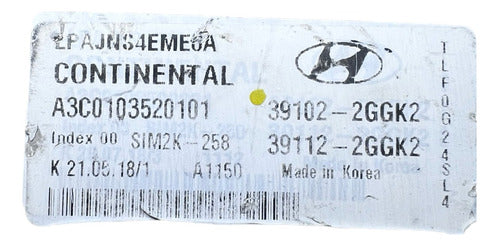 LPAJNS4EME6A
CONTINENTAL
A3C0103520101
39102-2GGK2
Index 00 SIM2K-258
39112-2GGK2
K 21.05.18/1 A1150
Made in Korea
TLF0G24SL4